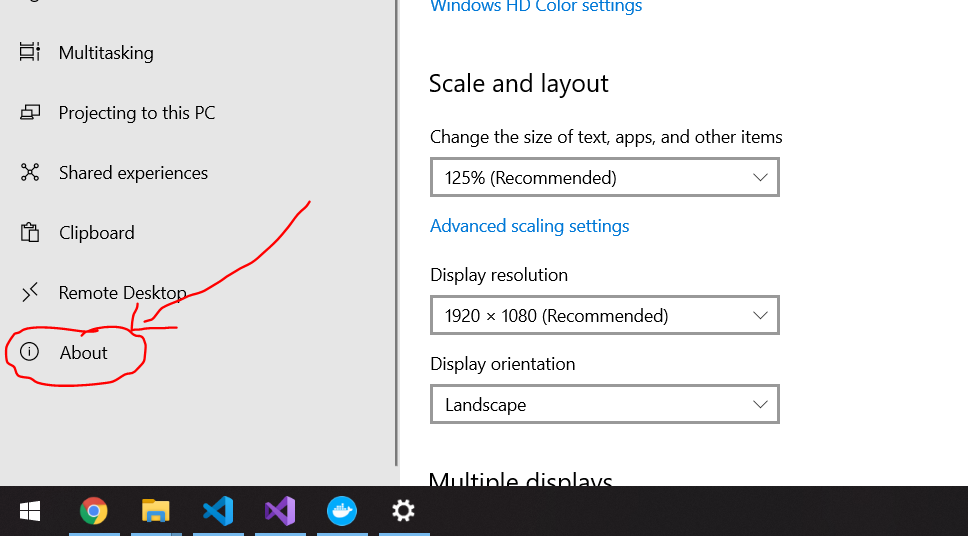 Windows HD Color settings
Multitasking
Projecting to this PC
Shared experiences
Clipboard
Remote Desktop
About
Scale and layout
Change the size of text, apps, and other items
125% (Recommended)
Advanced scaling settings
Display resolution
1920 × 1080 (Recommended)
Display orientation
Landscape
Multiple displays